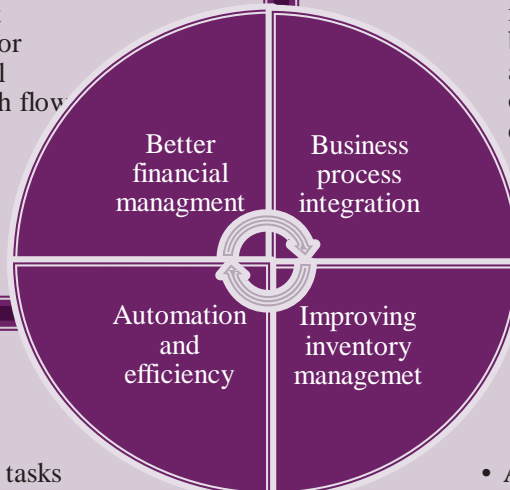 or
h flow
Better
financial
managment
Business
process
integration
Automation
and
efficiency
Improving
inventory
managemet
tasks
• A